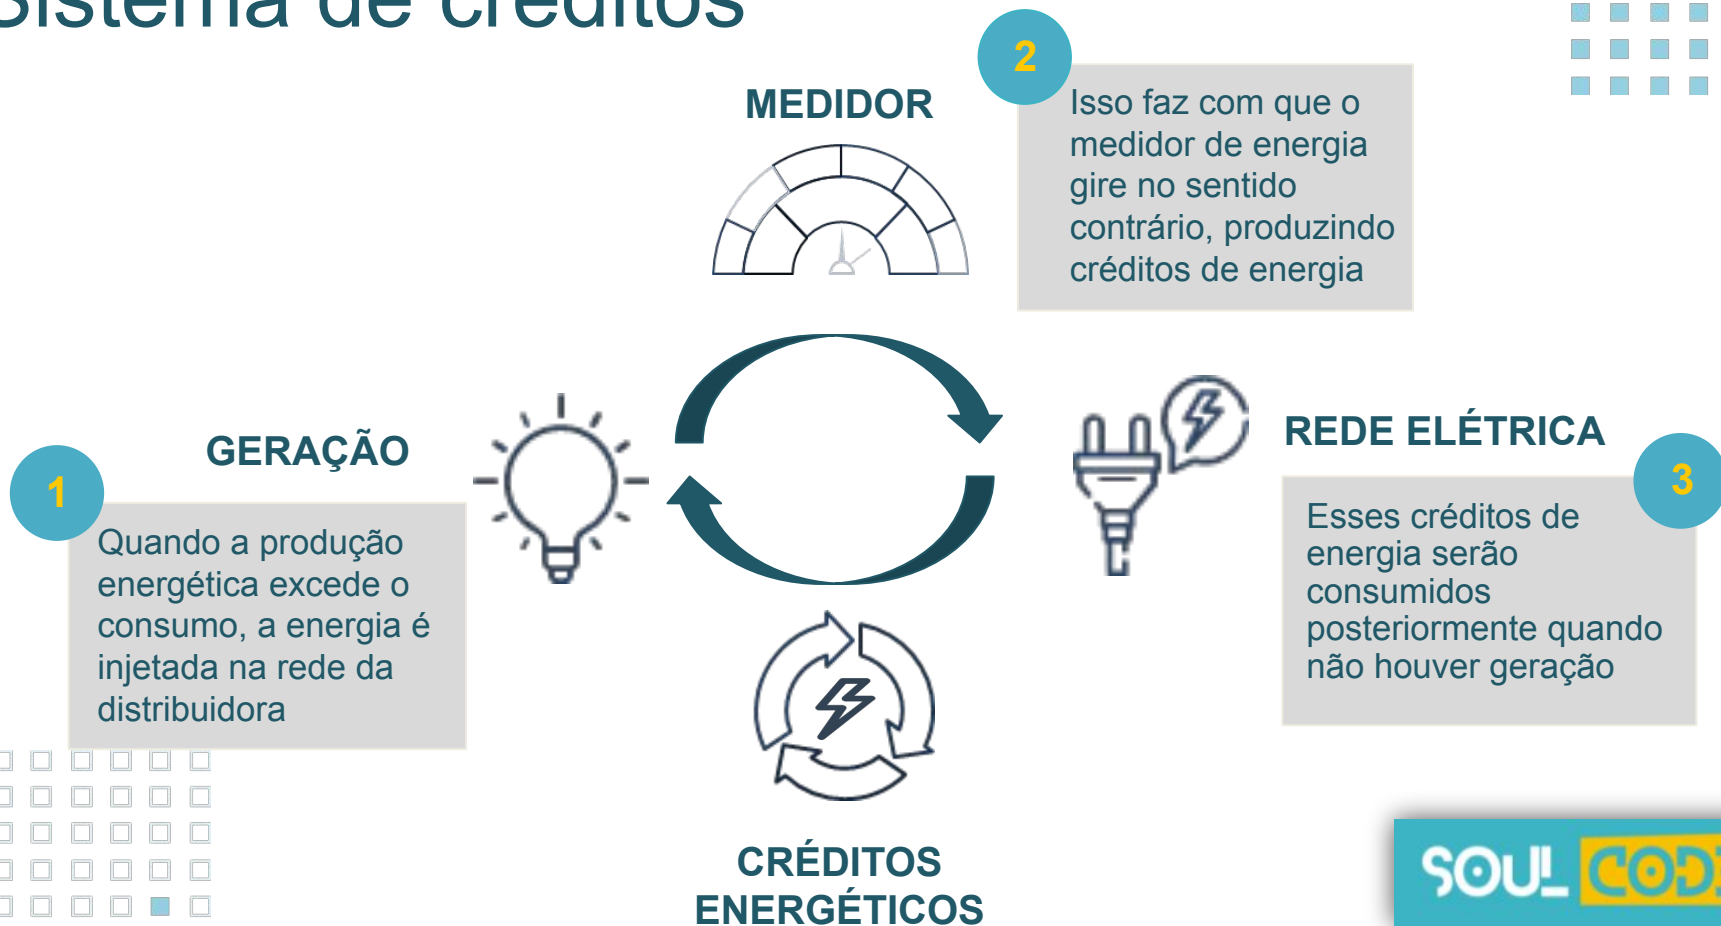 Sistema de créditos
MEDIDOR
2
Isso faz com que o
medidor de energia
gire no sentido
contrário, produzindo
créditos de energia
GERAÇÃO
1
Quando a produção
energética excede o
consumo, a energia é
injetada na rede da
distribuidora
REDE ELÉTRICA
3
Esses créditos de
energia serão
consumidos
posteriormente quando
não houver geração
CRÉDITOS
ENERGÉTICOS
SOUL